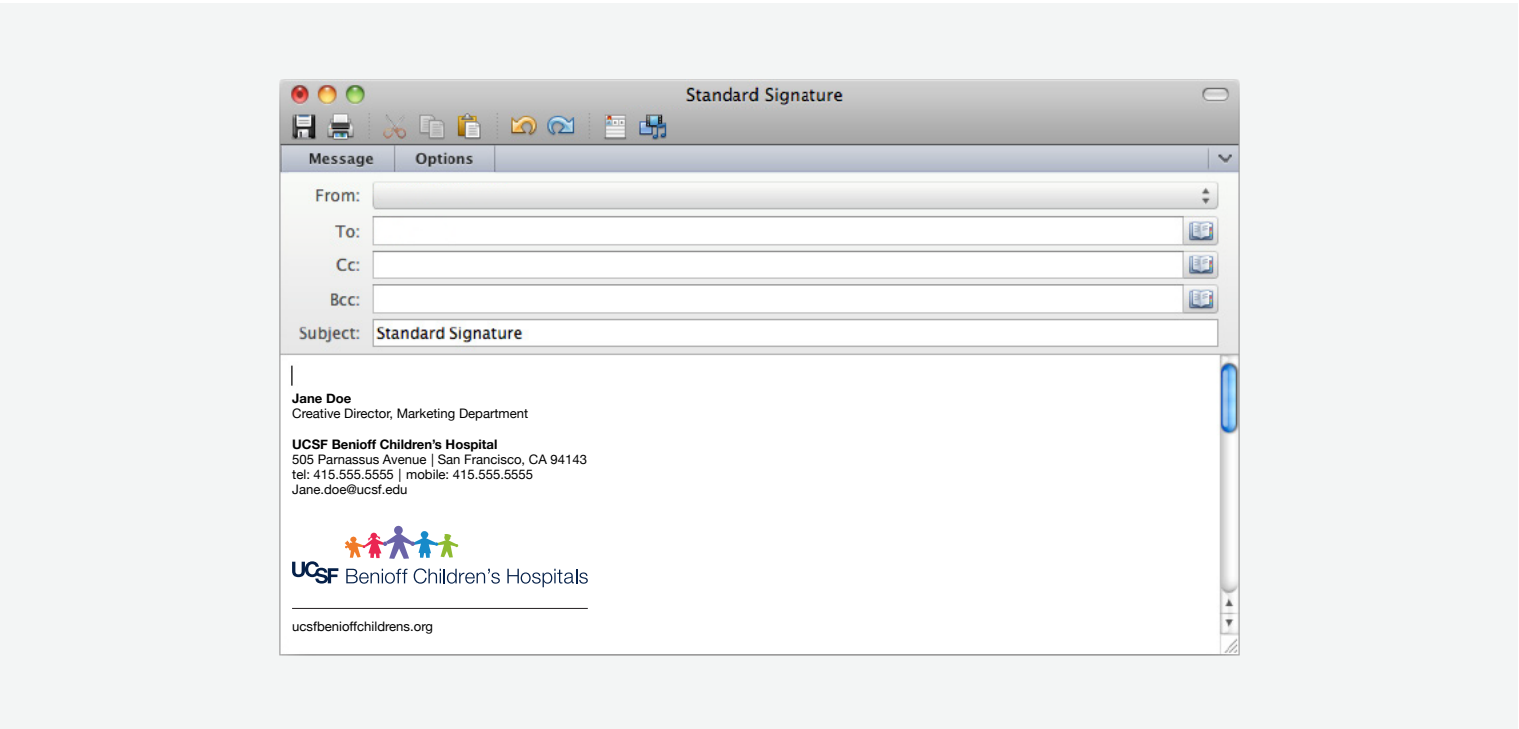 Standard Signature
Message Options
From:
To:
Cc:
Bcc:
Subject: Standard Signature
Jane Doe
Creative Director, Marketing Department
UCSF Benioff Children’s Hospital
505 Parnassus Avenue | San Francisco, CA 94143
tel: 415.555.5555 | mobile: 415.555.5555
Jane.doe@ucsf.edu
UCSF Benioff Children’s Hospitals
ucsfbenioffchildrens.org